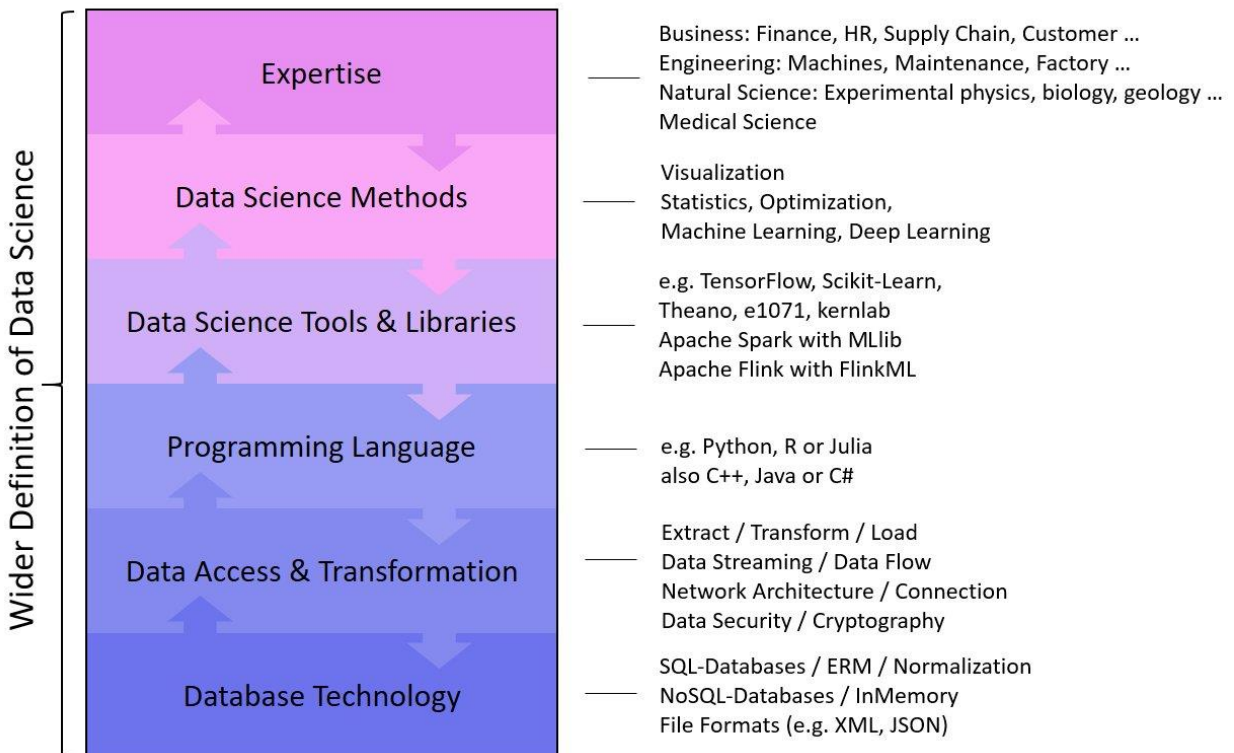 Wider Definition of Data Science
Expertise
Business: Finance, HR, Supply Chain, Customer ...
Engineering: Machines, Maintenance, Factory ...
Natural Science: Experimental physics, biology, geology ...
Medical Science
Data Science Methods
Visualization
Statistics, Optimization,
Machine Learning, Deep Learning
Data Science Tools & Libraries
e.g. TensorFlow, Scikit-Learn,
Theano, e1071, kernlab
Apache Spark with MLlib
Apache Flink with FlinkML
Programming Language
e.g. Python, R or Julia
also C++, Java or C#
Data Access & Transformation
Extract / Transform / Load
Data Streaming / Data Flow
Network Architecture / Connection
Data Security / Cryptography
Database Technology
SQL-Databases / ERM / Normalization
NoSQL-Databases / InMemory
File Formats (e.g. XML, JSON)